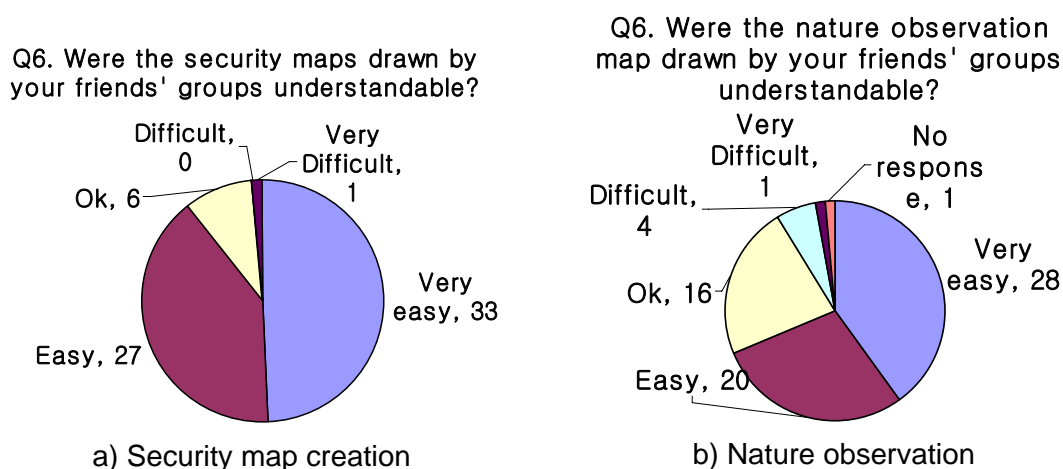 Q6. Were the security maps drawn by
your friends' groups understandable?
Difficult,
0
Very
Difficult,
1
Ok, 6
Very
easy, 33
Easy, 27
a) Security map creation
Q6. Were the nature observation
map drawn by your friends' groups
understandable?
Very
Difficult,
1
No
respons
e, 1
Difficult,
4
Very
easy, 28
Ok, 16
Easy, 20
b) Nature observation